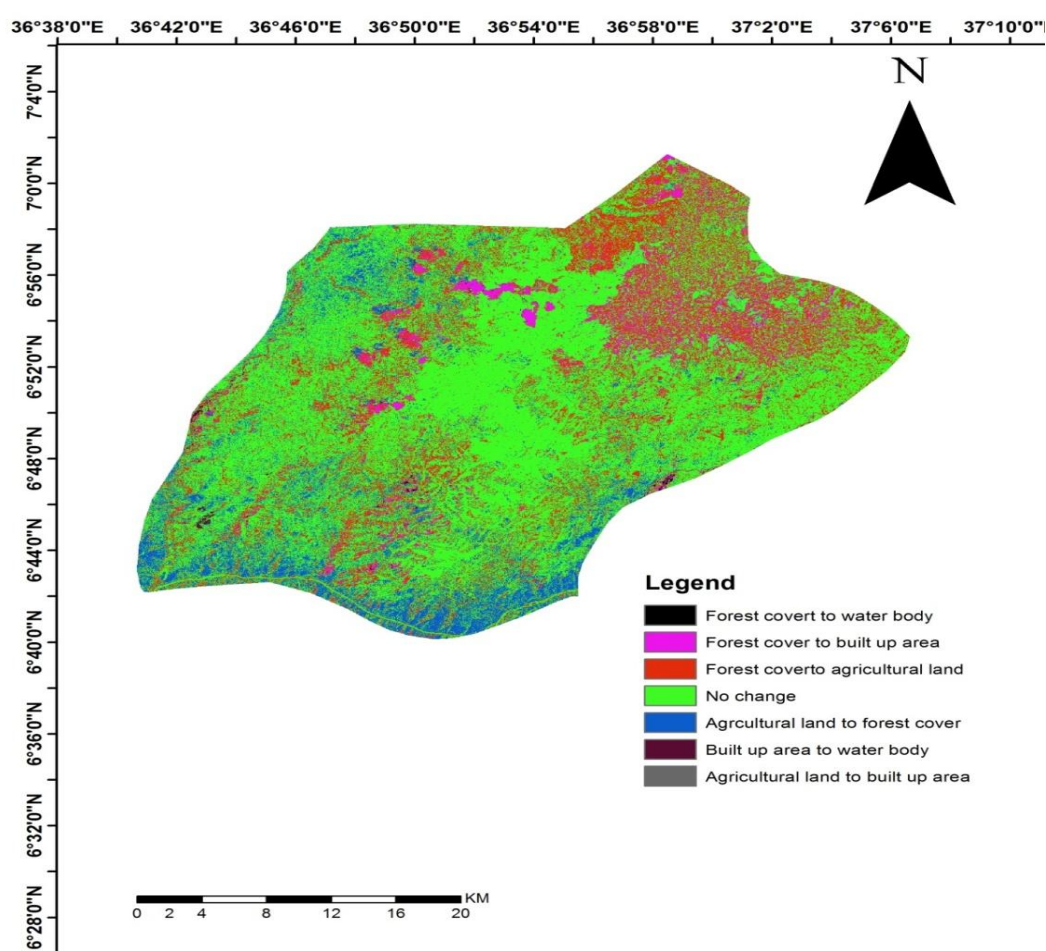 36°38'0"E 36°42'0"E 36°46'0"E 36°50'0"E 36°54'0"E 36°58'0"E 37°2'0"E 37°6'0"E 37°10'0"E
N
7°4'0"N
7°0'0"N
6°56'0"N
6°52'0"N
6°48'0"N
6°44'0"N
6°40'0"N
6°36'0"N
6°32'0"N
6°28'0"N
Legend
Forest covert to water body
Forest cover to built up area
Forest coverto agricultural land
No change
Agrcultural land to forest cover
Built up area to water body
Agricultural land to built up area
KM
0 2 4 8 12 16 20